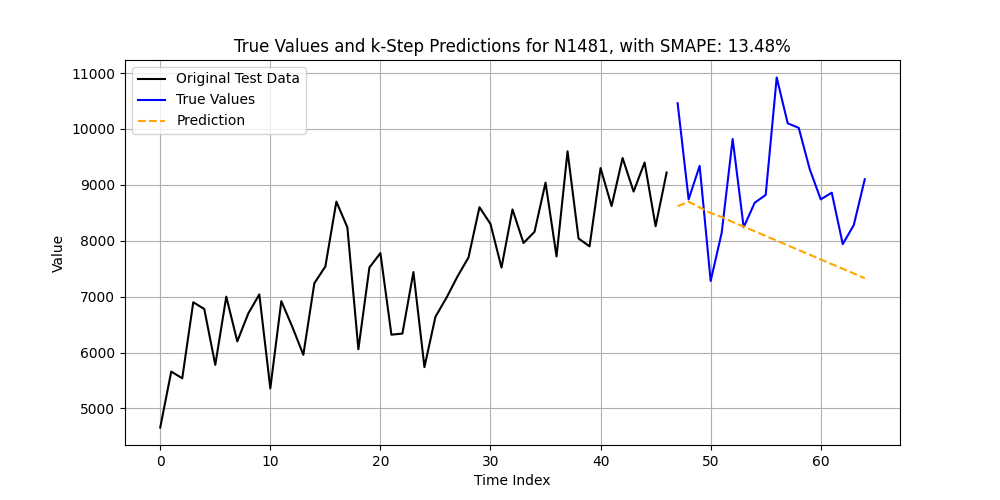 True Values and k-Step Predictions for N1481, with SMAPE: 13.48%
Original Test Data
True Values
Prediction
11000
10000
9000
8000
7000
6000
5000
Value
0 10 20 30 40 50 60
Time Index